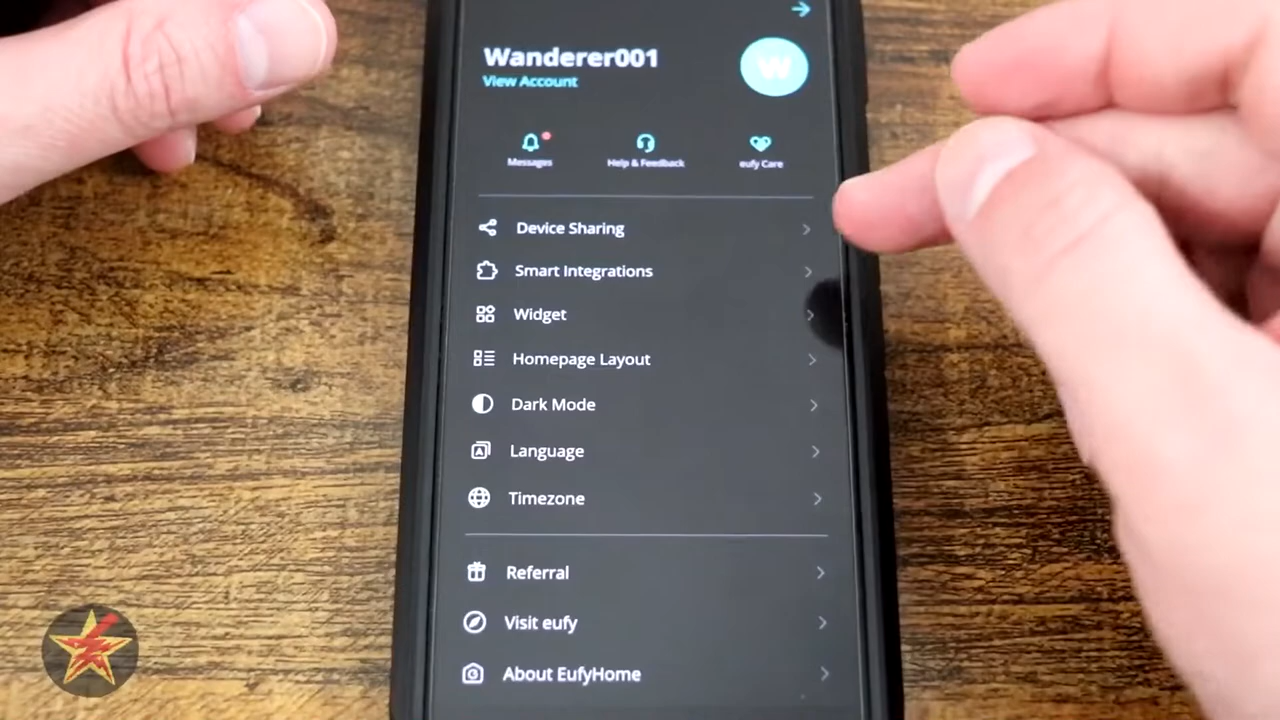 Wanderer001
W
View Account
Messages
Help & Feedback
eufy Care
Device Sharing
Smart Integrations
Widget
Homepage Layout
Dark Mode
Language
Timezone
Referral
Visit eufy
About EufyHome